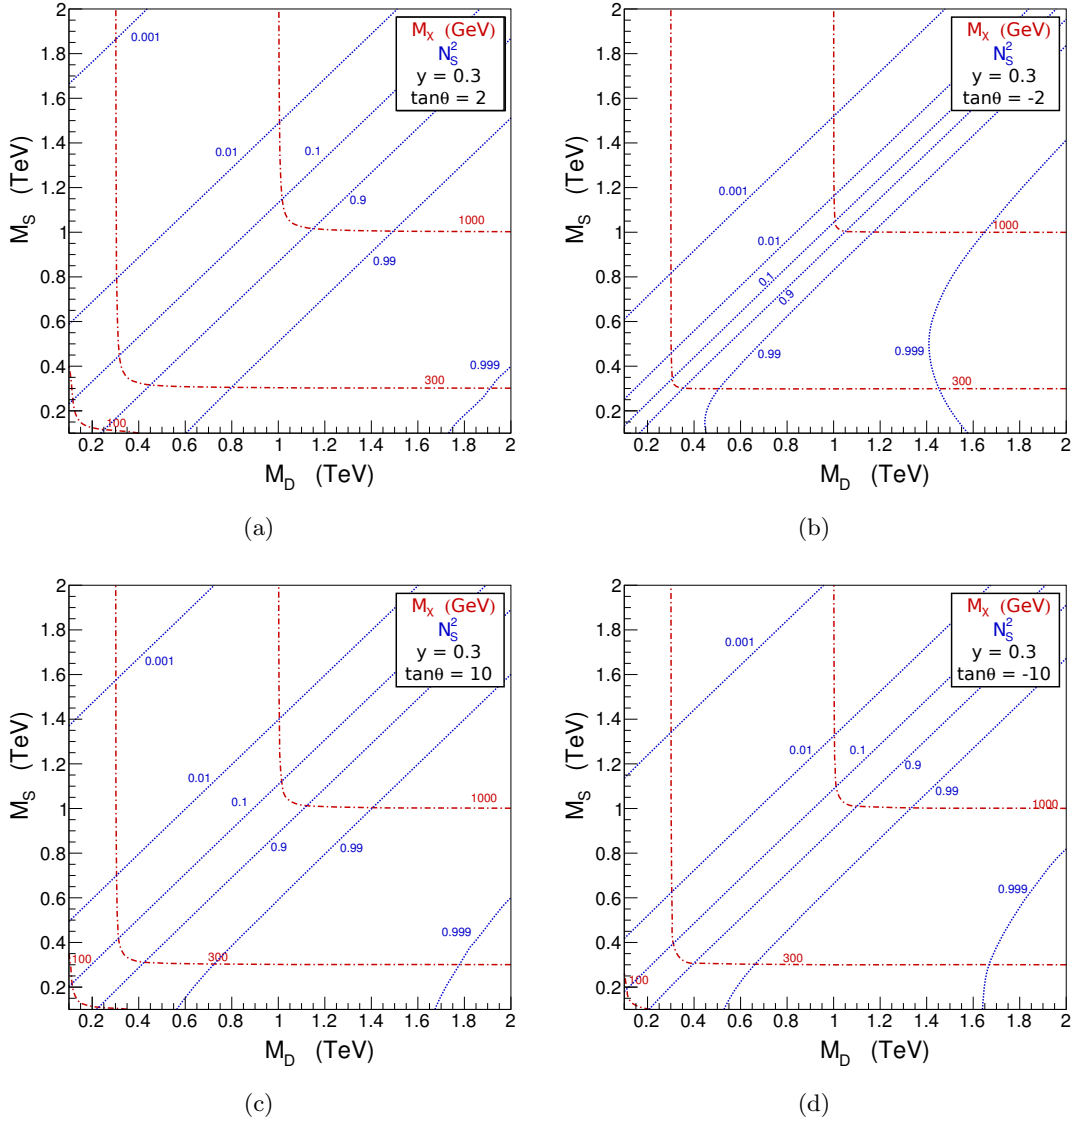 2
1.8
1.6
1.4
1.2
1
0.8
0.6
0.4
0.2
M_S (TeV)
0.001
0.01
0.1
0.9
0.99
0.999
1000
300
100
M_χ (GeV)
N_S^2
y = 0.3
tanθ = 2
0.2 0.4 0.6 0.8 1 1.2 1.4 1.6 1.8 2
M_D (TeV)
(a)
2
1.8
1.6
1.4
1.2
1
0.8
0.6
0.4
0.2
M_S (TeV)
0.001
0.01
0.1
0.9
0.99
0.999
1000
300
M_χ (GeV)
N_S^2
y = 0.3
tanθ = -2
0.2 0.4 0.6 0.8 1 1.2 1.4 1.6 1.8 2
M_D (TeV)
(b)
2
1.8
1.6
1.4
1.2
1
0.8
0.6
0.4
0.2
M_S (TeV)
0.001
0.01
0.1
0.9
0.99
0.999
1000
300
100
M_χ (GeV)
N_S^2
y = 0.3
tanθ = 10
0.2 0.4 0.6 0.8 1 1.2 1.4 1.6 1.8 2
M_D (TeV)
(c)
2
1.8
1.6
1.4
1.2
1
0.8
0.6
0.4
0.2
M_S (TeV)
0.001
0.01
0.1
0.9
0.99
0.999
1000
300
100
M_χ (GeV)
N_S^2
y = 0.3
tanθ = -10
0.2 0.4 0.6 0.8 1 1.2 1.4 1.6 1.8 2
M_D (TeV)
(d)